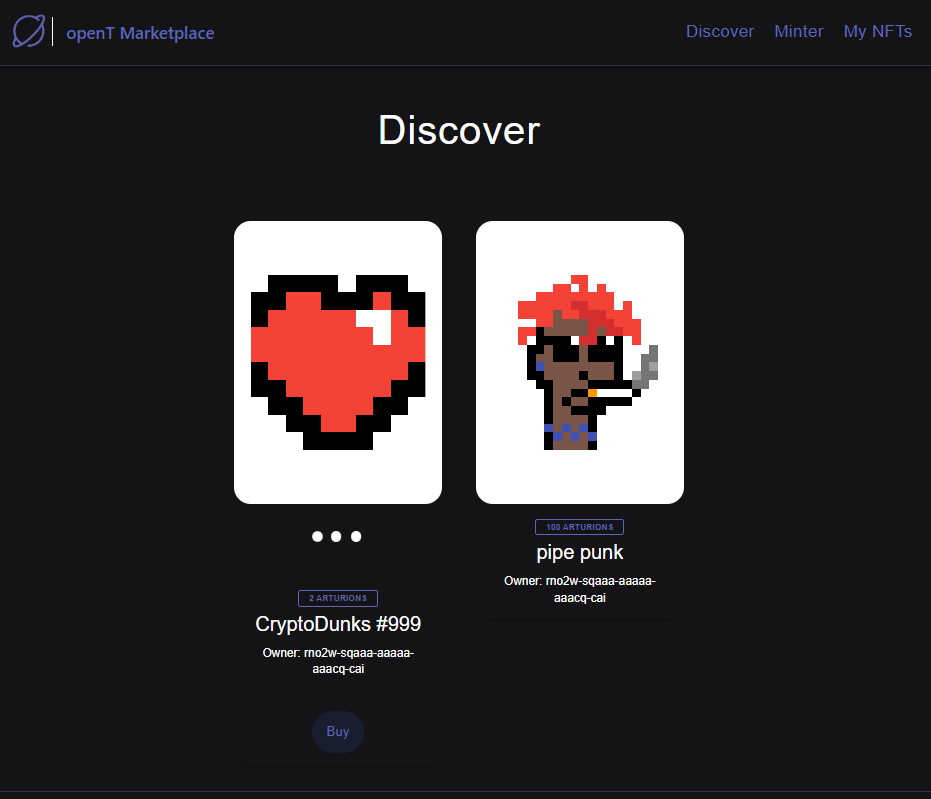 openT Marketplace
Discover
Minter
My NFTs
Discover
2 ARTURIONS
CryptoDunks #999
Owner: rno2w-sqaaa-aaaaa-
aaacq-cai
Buy
100 ARTURIONS
pipe punk
Owner: rno2w-sqaaa-aaaaa-
aaacq-cai